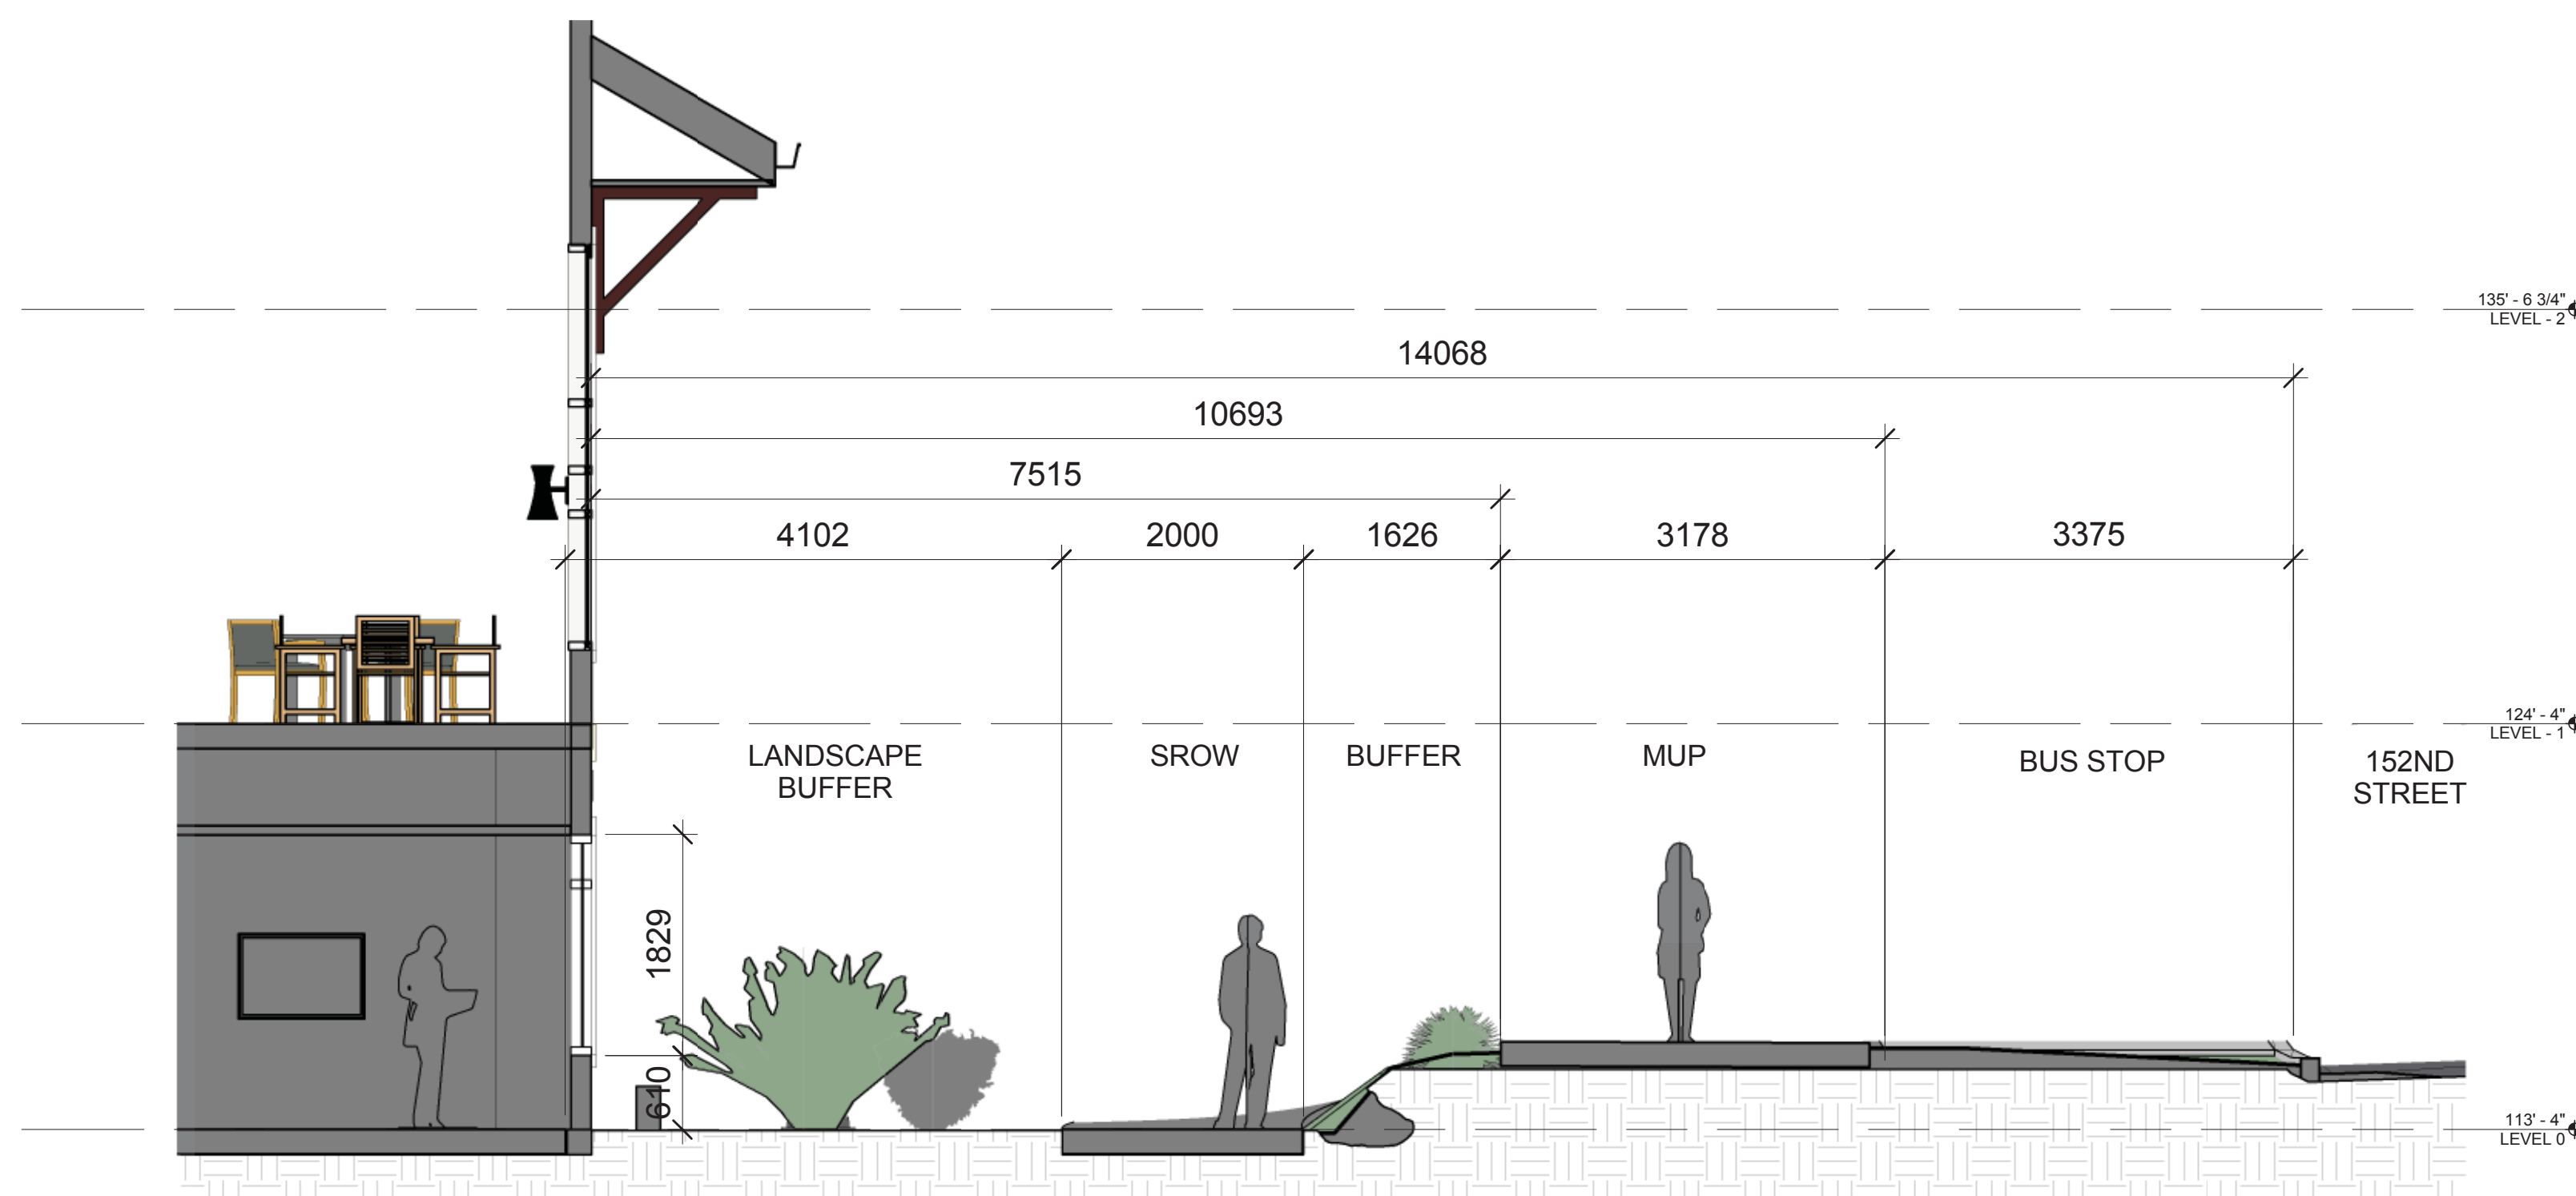 135' - 6 3/4"
LEVEL - 2
14068
10693
7515
4102 2000 1626 3178 3375
124' - 4"
LEVEL - 1
LANDSCAPE
BUFFER
SROW
BUFFER
MUP
BUS STOP
152ND
STREET
1829
610
113' - 4"
LEVEL 0